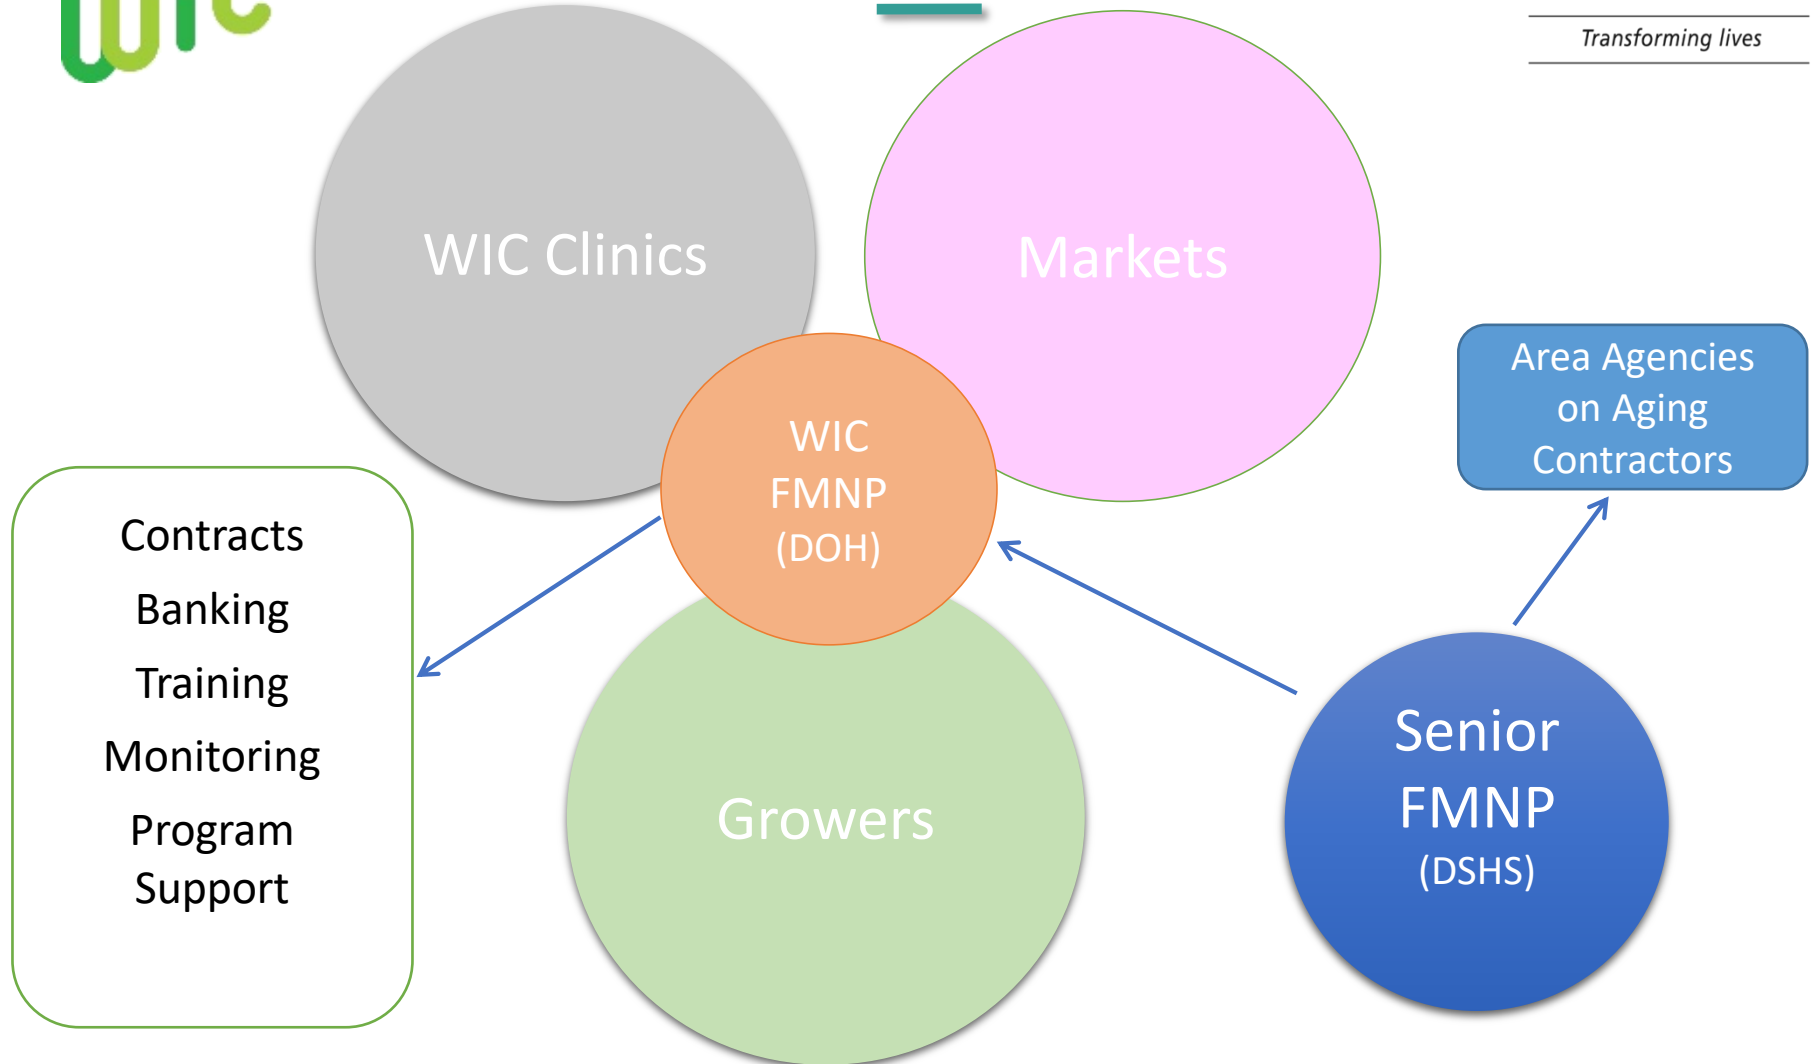 WIC
Transforming lives
WIC Clinics
Markets
Area Agencies
on Aging
Contractors
WIC
FMNP
(DOH)
Contracts
Banking
Training
Monitoring
Program
Support
Growers
Senior
FMNP
(DSHS)